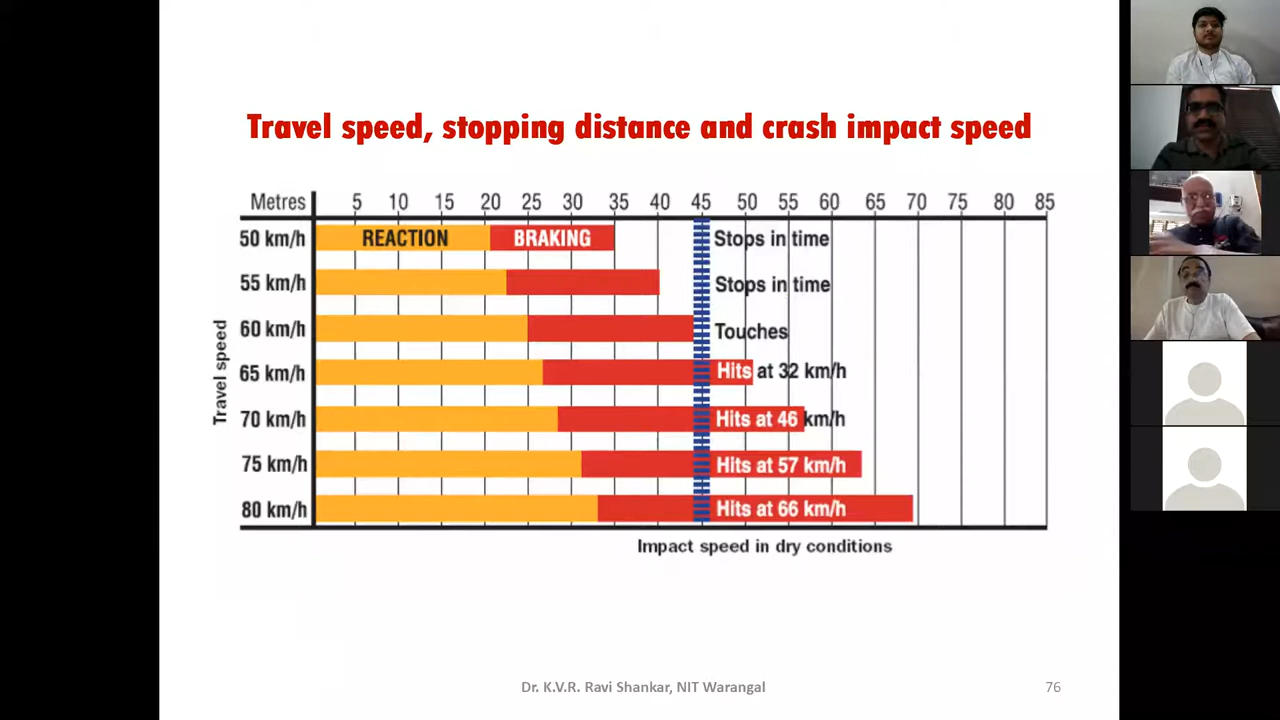 Travel speed, stopping distance and crash impact speed
Metres 5 10 15 20 25 30 35 40 45 50 55 60 65 70 75 80 85
50 km/h REACTION BRAKING Stops in time
55 km/h Stops in time
60 km/h Touches
65 km/h Hits at 32 km/h
70 km/h Hits at 46 km/h
75 km/h Hits at 57 km/h
80 km/h Hits at 66 km/h
Travel speed
Impact speed in dry conditions
Dr. K.V.R. Ravi Shankar, NIT Warangal 76